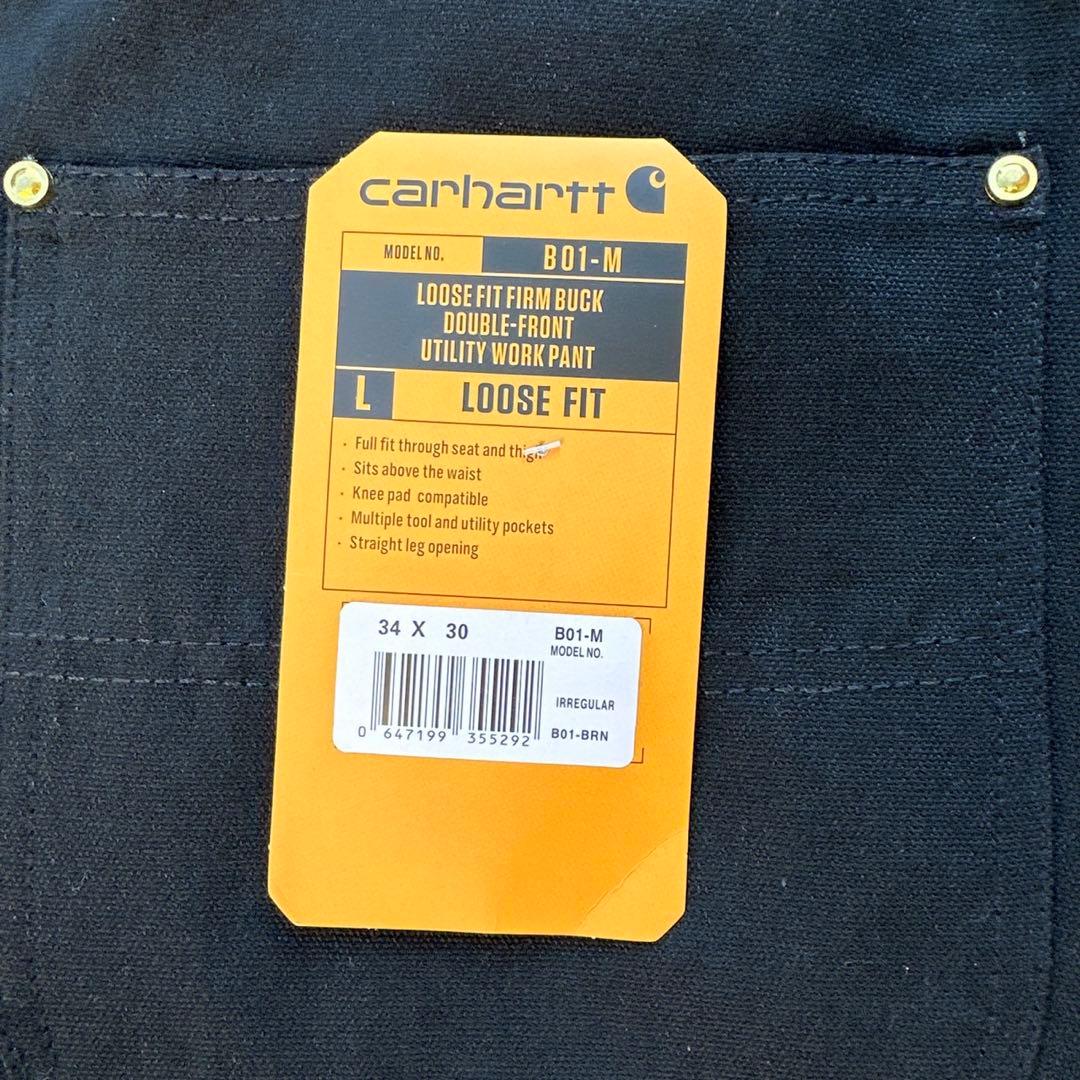 carhartt
MODEL NO. B01-M
LOOSE FIT FIRM BUCK
DOUBLE-FRONT
UTILITY WORK PANT
L LOOSE FIT
· Full fit through seat and thigh
· Sits above the waist
· Knee pad compatible
· Multiple tool and utility pockets
· Straight leg opening
34 X 30 B01-M
MODEL NO.
IRREGULAR
0 647199 355292 B01-BRN